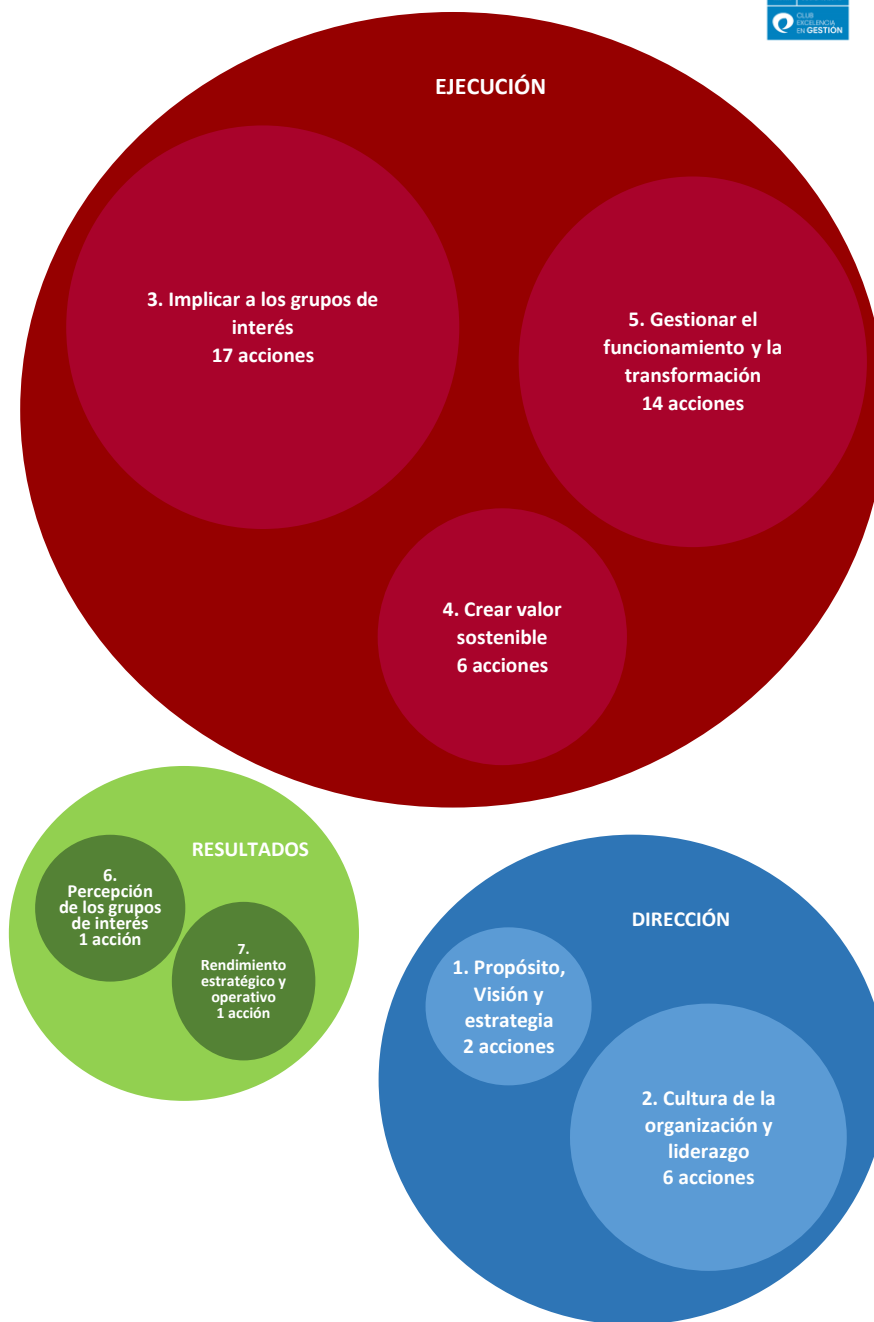 CLUB
EXCELENCIA
EN GESTIÓN
EJECUCIÓN
3. Implicar a los grupos de
interés
17 acciones
5. Gestionar el
funcionamiento y la
transformación
14 acciones
4. Crear valor
sostenible
6 acciones
RESULTADOS
6.
Percepción
de los grupos
de interés
1 acción
7.
Rendimiento
estratégico y
operativo
1 acción
DIRECCIÓN
1. Propósito,
Visión y
estrategia
2 acciones
2. Cultura de la
organización y
liderazgo
6 acciones